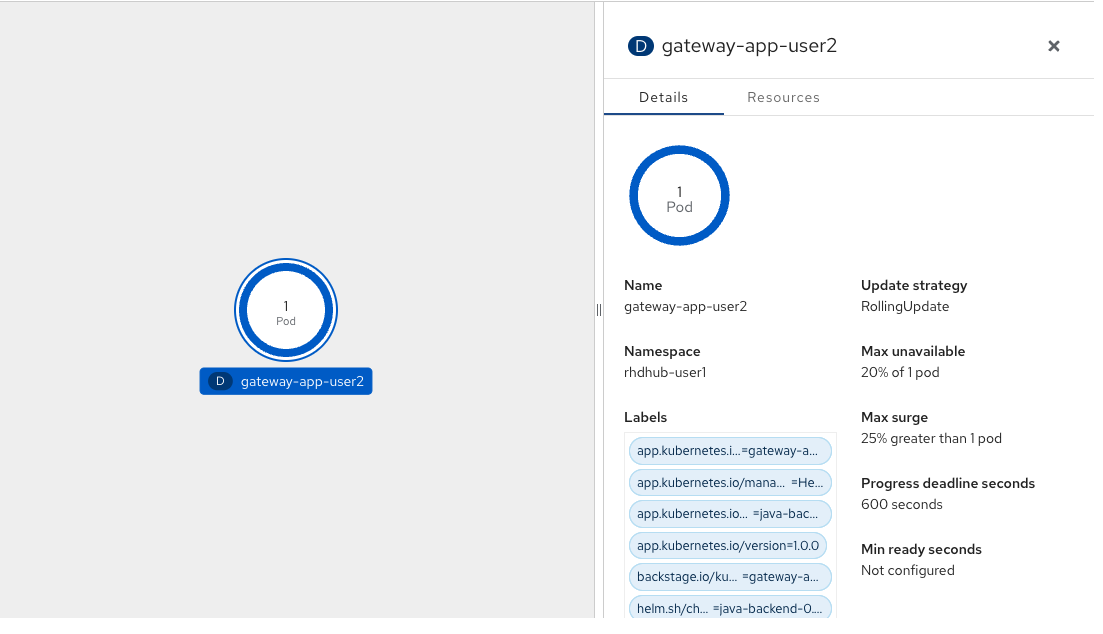 1
Pod
D gateway-app-user2
D gateway-app-user2
Details Resources
1
Pod
Name
gateway-app-user2
Namespace
rhdhub-user1
Labels
app.kubernetes.i...=gateway-a...
app.kubernetes.io/mana... =He...
app.kubernetes.io... =java-bac...
app.kubernetes.io/version=1.0.0
backstage.io/ku... =gateway-a...
helm.sh/ch... =java-backend-0....
Update strategy
RollingUpdate
Max unavailable
20% of 1 pod
Max surge
25% greater than 1 pod
Progress deadline seconds
600 seconds
Min ready seconds
Not configured